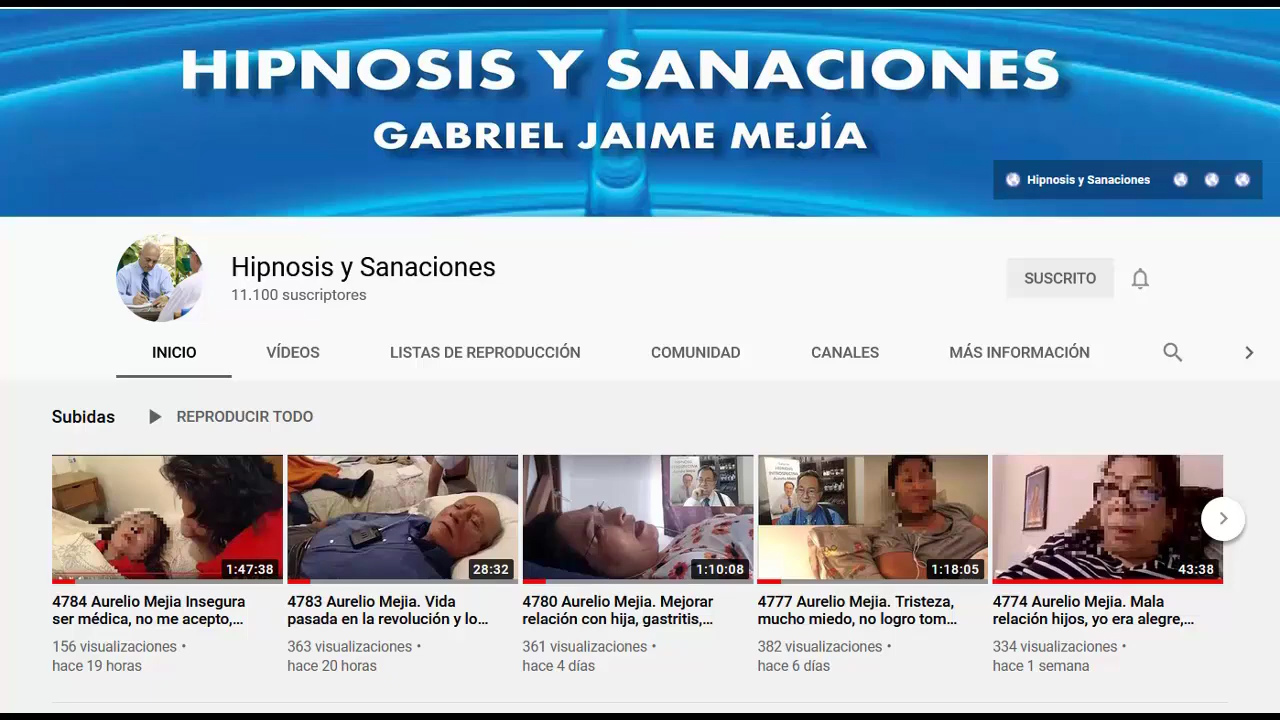 HIPNOSIS Y SANACIONES
GABRIEL JAIME MEJÍA
Hipnosis y Sanaciones
Hipnosis y Sanaciones
11.100 suscriptores
SUSCRITO
INICIO
VÍDEOS
LISTAS DE REPRODUCCIÓN
COMUNIDAD
CANALES
MÁS INFORMACIÓN
Subidas
REPRODUCIR TODO
1:47:38
28:32
1:10:08
1:18:05
43:38
4784 Aurelio Mejia Insegura
ser médica, no me acepto,...
156 visualizaciones •
hace 19 horas
4783 Aurelio Mejia. Vida
pasada en la revolución y lo...
363 visualizaciones •
hace 20 horas
4780 Aurelio Mejia. Mejorar
relación con hija, gastritis,...
361 visualizaciones •
hace 4 días
4777 Aurelio Mejia. Tristeza,
mucho miedo, no logro tom...
382 visualizaciones •
hace 6 días
4774 Aurelio Mejia. Mala
relación hijos, yo era alegre,...
334 visualizaciones •
hace 1 semana